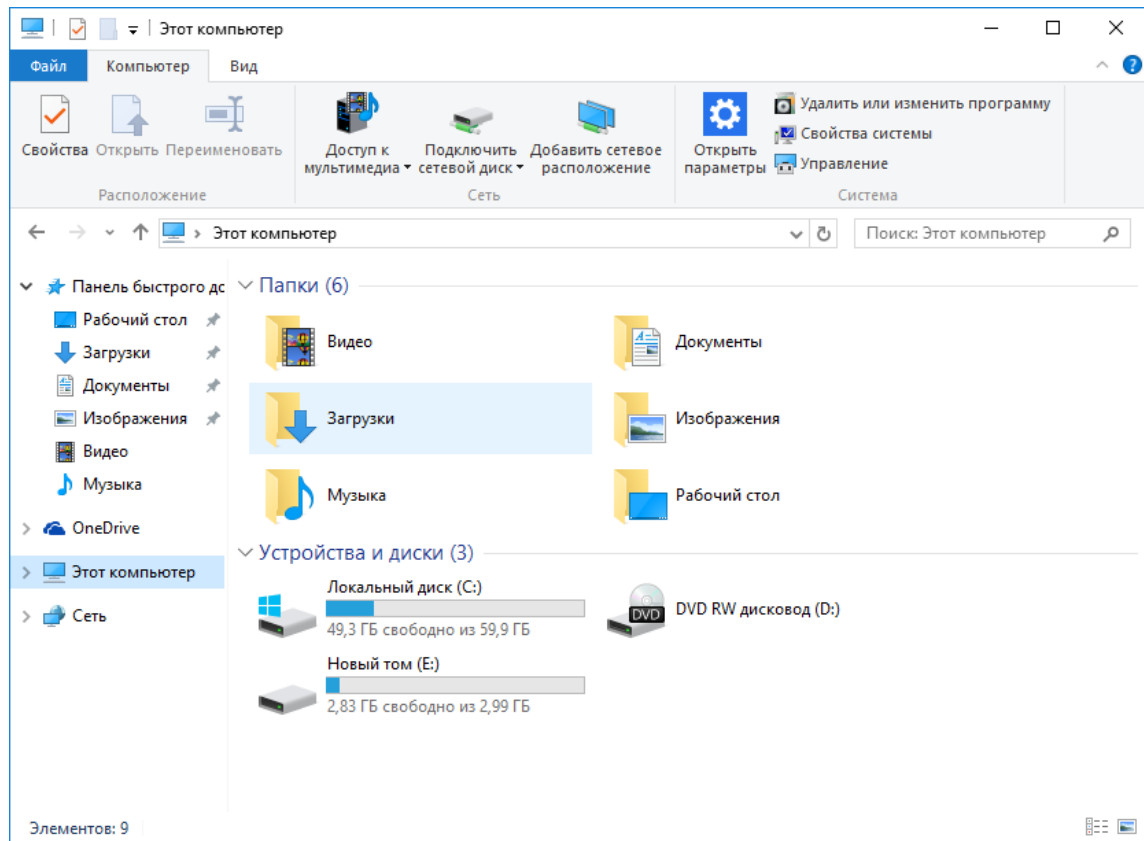 Этот компьютер
Файл Компьютер Вид
Свойства Открыть Переименовать
Расположение
Доступ к мультимедиа
Подключить сетевой диск
Добавить сетевое расположение
Сеть
Открыть параметры
Удалить или изменить программу
Свойства системы
Управление
Система
Этот компьютер
Поиск: Этот компьютер
Панель быстрого дс
Рабочий стол
Загрузки
Документы
Изображения
Видео
Музыка
OneDrive
Этот компьютер
Сеть
Папки (6)
Видео
Документы
Загрузки
Изображения
Музыка
Рабочий стол
Устройства и диски (3)
Локальный диск (C:)
49,3 ГБ свободно из 59,9 ГБ
DVD
DVD RW дисковод (D:)
Новый том (E:)
2,83 ГБ свободно из 2,99 ГБ
Элементов: 9